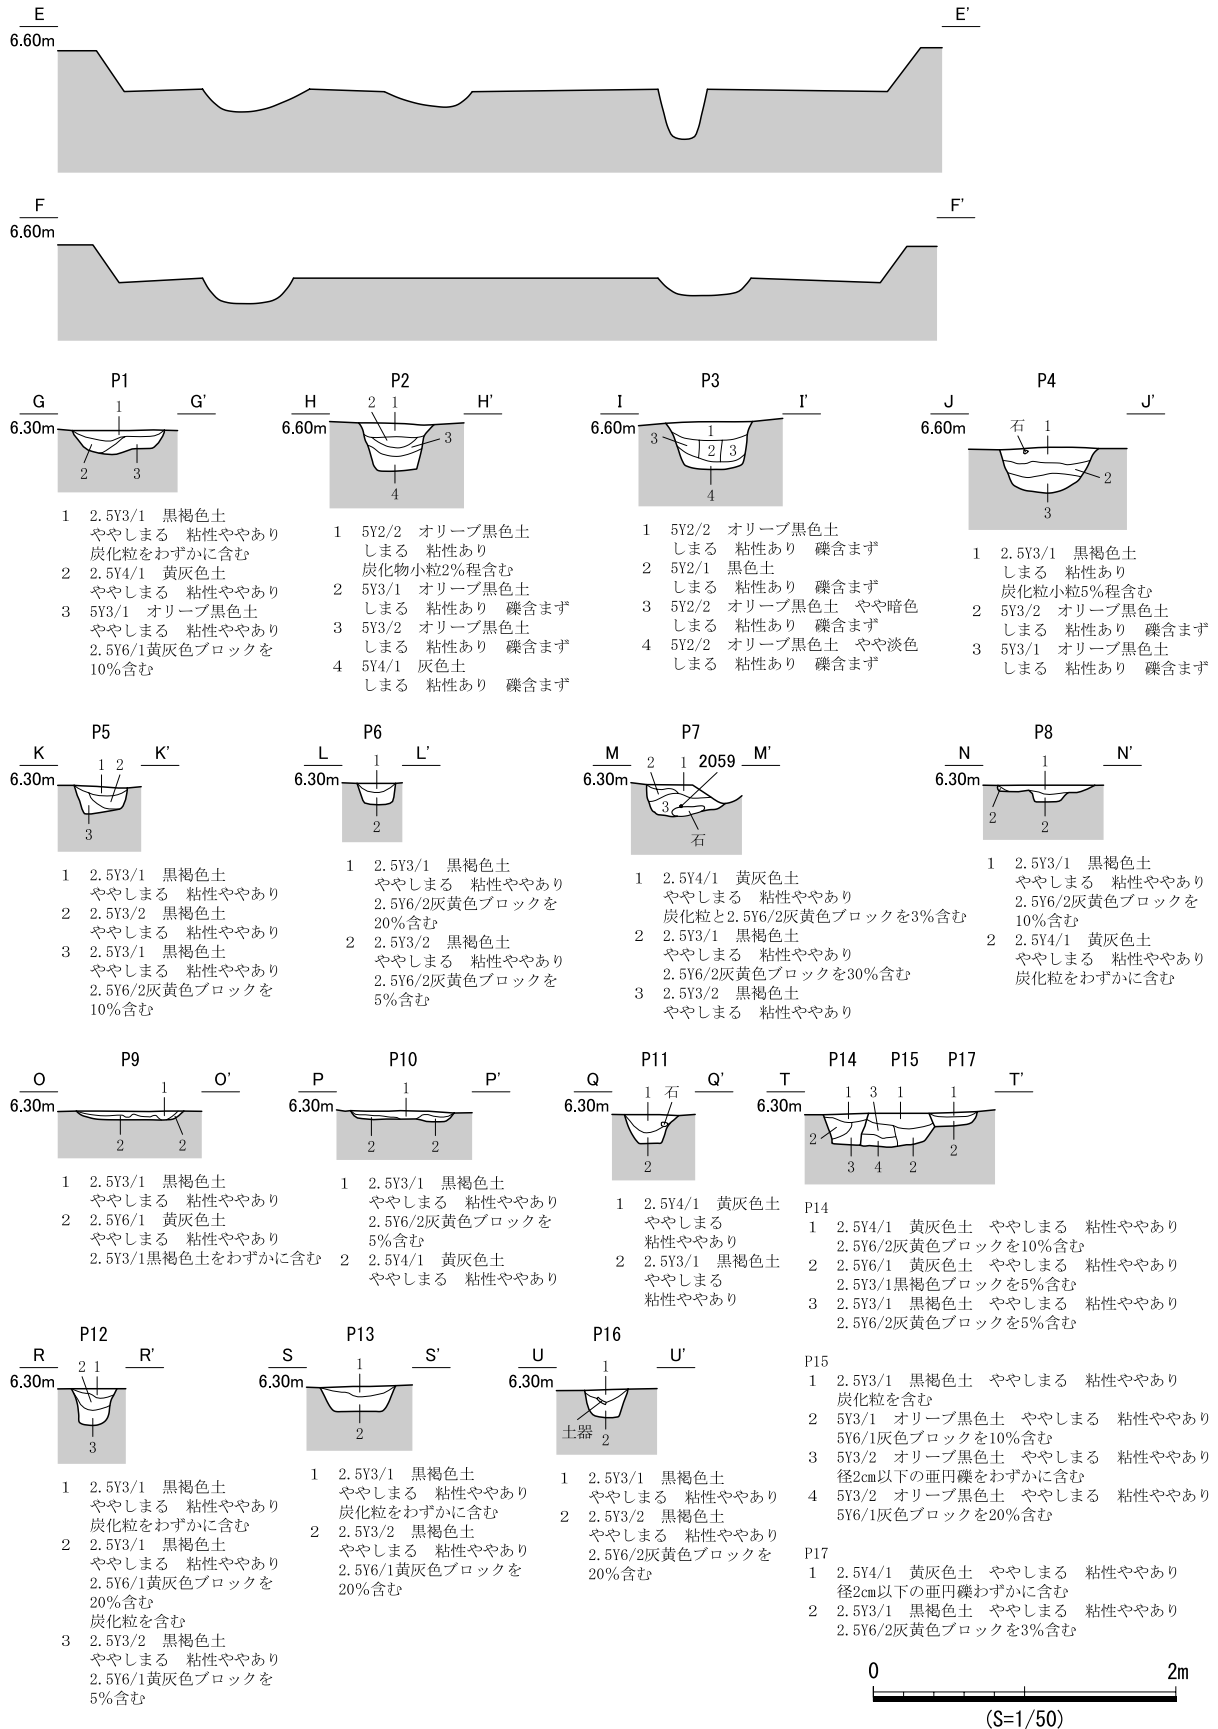 E E'
6.60m
F F'
6.60m
P1
G G'
6.30m
1
2 3
1 2.5Y3/1 黒褐色土
ややしまる 粘性ややあり
炭化粒をわずかに含む
2 2.5Y4/1 黄灰色土
ややしまる 粘性ややあり
3 5Y3/1 オリーブ黒色土
ややしまる 粘性ややあり
2.5Y6/1黄灰色ブロックを
10%含む
P2
H H'
6.60m
2 1
3
4
1 5Y2/2 オリーブ黒色土
しまる 粘性あり
炭化物小粒2%程含む
2 5Y3/1 オリーブ黒色土
しまる 粘性あり 礫含まず
3 5Y3/2 オリーブ黒色土
しまる 粘性あり 礫含まず
4 5Y4/1 灰色土
しまる 粘性あり 礫含まず
P3
I I'
6.60m
1
3 2 3
4
1 5Y2/2 オリーブ黒色土
しまる 粘性あり 礫含まず
2 5Y2/1 黒色土
しまる 粘性あり 礫含まず
3 5Y2/2 オリーブ黒色土 やや暗色
しまる 粘性あり 礫含まず
4 5Y2/2 オリーブ黒色土 やや淡色
しまる 粘性あり 礫含まず
P4
J J'
6.60m
石 1
2
3
1 2.5Y3/1 黒褐色土
しまる 粘性あり
炭化粒小粒5%程含む
2 5Y3/2 オリーブ黒色土
しまる 粘性あり 礫含まず
3 5Y3/1 オリーブ黒色土
しまる 粘性あり 礫含まず
P5
K K'
6.30m
1 2
3
1 2.5Y3/1 黒褐色土
ややしまる 粘性ややあり
2 2.5Y3/2 黒褐色土
ややしまる 粘性ややあり
3 2.5Y3/1 黒褐色土
ややしまる 粘性ややあり
2.5Y6/2灰黄色ブロックを
10%含む
P6
L L'
6.30m
1
2
1 2.5Y3/1 黒褐色土
ややしまる 粘性ややあり
2.5Y6/2灰黄色ブロックを
20%含む
2 2.5Y3/2 黒褐色土
ややしまる 粘性ややあり
2.5Y6/2灰黄色ブロックを
5%含む
P7
M M'
6.30m
2 1 2059
3
石
1 2.5Y4/1 黄灰色土
ややしまる 粘性ややあり
炭化粒と2.5Y6/2灰黄色ブロックを3%含む
2 2.5Y3/1 黒褐色土
ややしまる 粘性ややあり
2.5Y6/2灰黄色ブロックを30%含む
3 2.5Y3/2 黒褐色土
ややしまる 粘性ややあり
P8
N N'
6.30m
1
2 2
1 2.5Y3/1 黒褐色土
ややしまる 粘性ややあり
2.5Y6/2灰黄色ブロックを
10%含む
2 2.5Y4/1 黄灰色土
ややしまる 粘性ややあり
炭化粒をわずかに含む
P9
O O'
6.30m
1
2 2
1 2.5Y3/1 黒褐色土
ややしまる 粘性ややあり
2 2.5Y6/1 黄灰色土
ややしまる 粘性ややあり
2.5Y3/1黒褐色土をわずかに含む
P10
P P'
6.30m
1
2 2
1 2.5Y3/1 黒褐色土
ややしまる 粘性ややあり
2.5Y6/2灰黄色ブロックを
5%含む
2 2.5Y4/1 黄灰色土
ややしまる 粘性ややあり
P11
Q Q'
6.30m
1 石
2
1 2.5Y4/1 黄灰色土
ややしまる
粘性ややあり
2 2.5Y3/1 黒褐色土
ややしまる
粘性ややあり
P14 P15 P17
T T'
6.30m
1 3 1 1
2 3 4 2 2
P14
1 2.5Y4/1 黄灰色土 ややしまる 粘性ややあり
2.5Y6/2灰黄色ブロックを10%含む
2 2.5Y6/1 黄灰色土 ややしまる 粘性ややあり
2.5Y3/1黒褐色ブロックを5%含む
3 2.5Y3/1 黒褐色土 ややしまる 粘性ややあり
2.5Y6/2灰黄色ブロックを5%含む
P15
1 2.5Y3/1 黒褐色土 ややしまる 粘性ややあり
炭化粒を含む
2 5Y3/1 オリーブ黒色土 ややしまる 粘性ややあり
5Y6/1灰色ブロックを10%含む
3 5Y3/2 オリーブ黒色土 ややしまる 粘性ややあり
径2cm以下の亜円礫をわずかに含む
4 5Y3/2 オリーブ黒色土 ややしまる 粘性ややあり
5Y6/1灰色ブロックを20%含む
P17
1 2.5Y4/1 黄灰色土 ややしまる 粘性ややあり
径2cm以下の亜円礫わずかに含む
2 2.5Y3/1 黒褐色土 ややしまる 粘性ややあり
2.5Y6/2灰黄色ブロックを3%含む
P12
R R'
6.30m
2 1
3
1 2.5Y3/1 黒褐色土
ややしまる 粘性ややあり
炭化粒をわずかに含む
2 2.5Y3/1 黒褐色土
ややしまる 粘性ややあり
2.5Y6/1黄灰色ブロックを
20%含む
炭化粒を含む
3 2.5Y3/2 黒褐色土
ややしまる 粘性ややあり
2.5Y6/1黄灰色ブロックを
5%含む
P13
S S'
6.30m
1
2
1 2.5Y3/1 黒褐色土
ややしまる 粘性ややあり
炭化粒をわずかに含む
2 2.5Y3/2 黒褐色土
ややしまる 粘性ややあり
2.5Y6/1黄灰色ブロックを
20%含む
P16
U U'
6.30m
1
土器 2
1 2.5Y3/1 黒褐色土
ややしまる 粘性ややあり
2 2.5Y3/2 黒褐色土
ややしまる 粘性ややあり
2.5Y6/2灰黄色ブロックを
20%含む
0 2m
(S=1/50)